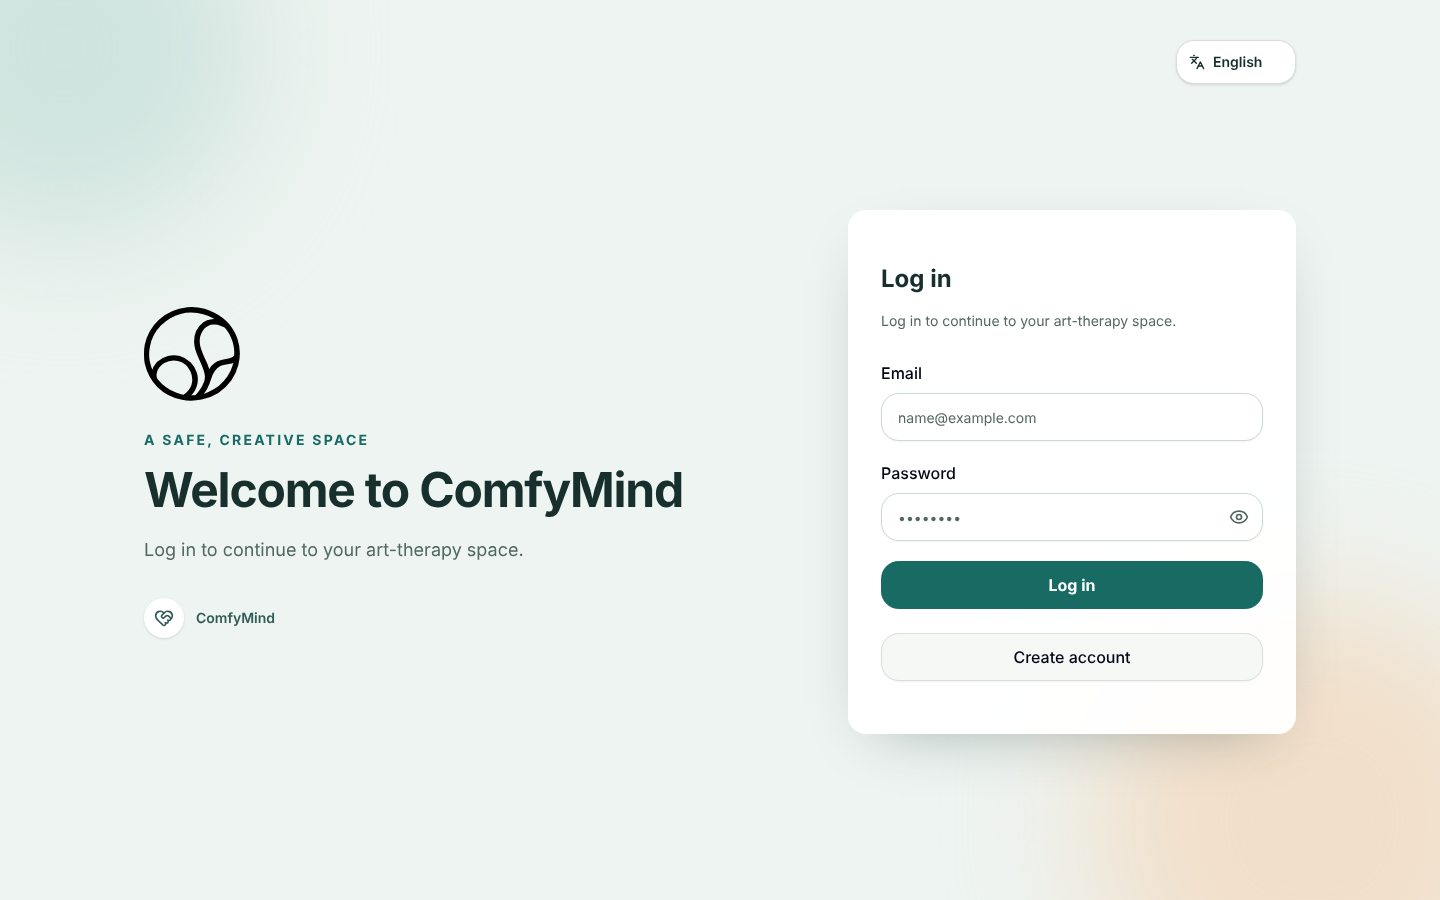 English
A SAFE, CREATIVE SPACE
Welcome to ComfyMind
Log in to continue to your art-therapy space.
ComfyMind
Log in
Log in to continue to your art-therapy space.
Email
name@example.com
Password
••••••••
Log in
Create account